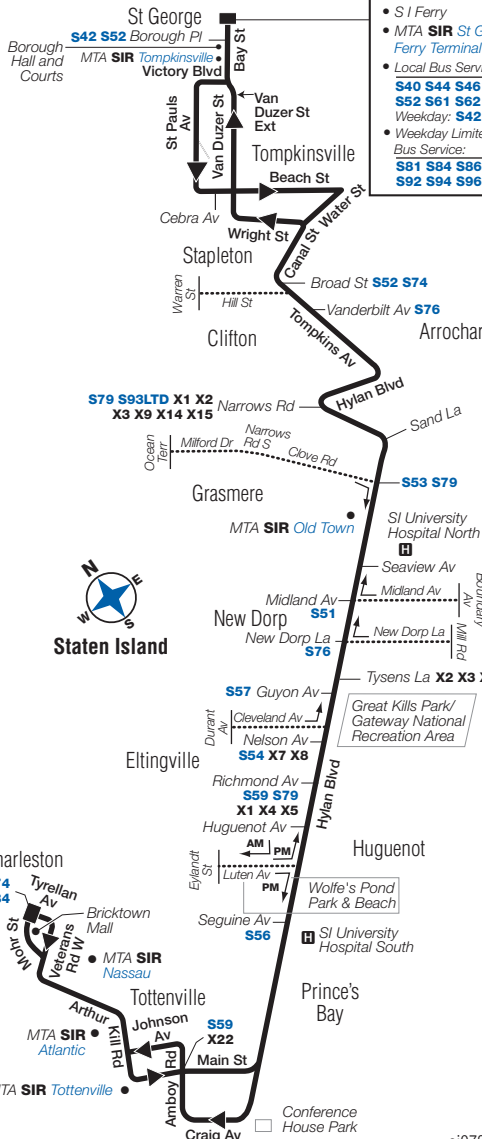 St George
S42 S52 Borough Pl
Borough
Hall and
Courts
MTA SIR Tompkinsville
Victory Blvd
Bay St
• S I Ferry
• MTA SIR St G
Ferry Terminal
• Local Bus Servi
S40 S44 S46
S52 S61 S62
Weekday: S42
• Weekday Limite
Bus Service:
S81 S84 S86
S92 S94 S96
St Pauls
Av
Van Duzer St
Van
Duzer St
Ext
Tompkinsville
Beach St
Cebra Av
Wright St
Canal St
Water St
Stapleton
Broad St S52 S74
Warren
St
Hill St
Vanderbilt Av S76
Tompkins Av
Clifton
Arrochar
Hylan Blvd
S79 S93LTD X1 X2
X3 X9 X14 X15
Narrows Rd
Sand La
Ocean
Terr
Milford Dr
Narrows
Rd S
Clove Rd
S53 S79
Grasmere
MTA SIR Old Town
SI University
Hospital North
H
Seaview Av
N
E
W
S
Staten Island
Midland Av
S51
Midland Av
Boundary
Av
New Dorp
New Dorp La
S76
New Dorp La
Mill Rd
Tysens La X2 X3 X
S57 Guyon Av
Great Kills Park/
Gateway National
Recreation Area
Durant
Av
Cleveland Av
Nelson Av
S54 X7 X8
Eltingville
Richmond Av
S59 S79
X1 X4 X5
Hylan Blvd
Huguenot Av
Huguenot
AM
PM
Eylandt
St
Luten Av
PM
Wolfe's Pond
Park & Beach
Seguine Av
S56
H SI University
Hospital South
Prince's
Bay
arleston
74
84
Tyrellan
Av
Bricktown
Mall
Mohr St
Veterans
Rd W
MTA SIR
Nassau
Tottenville
Arthur
Kill Rd
MTA SIR
Atlantic
Johnson
Av
S59
X22
Main St
TA SIR Tottenville
Amboy Rd
Craig Av
Conference
House Park